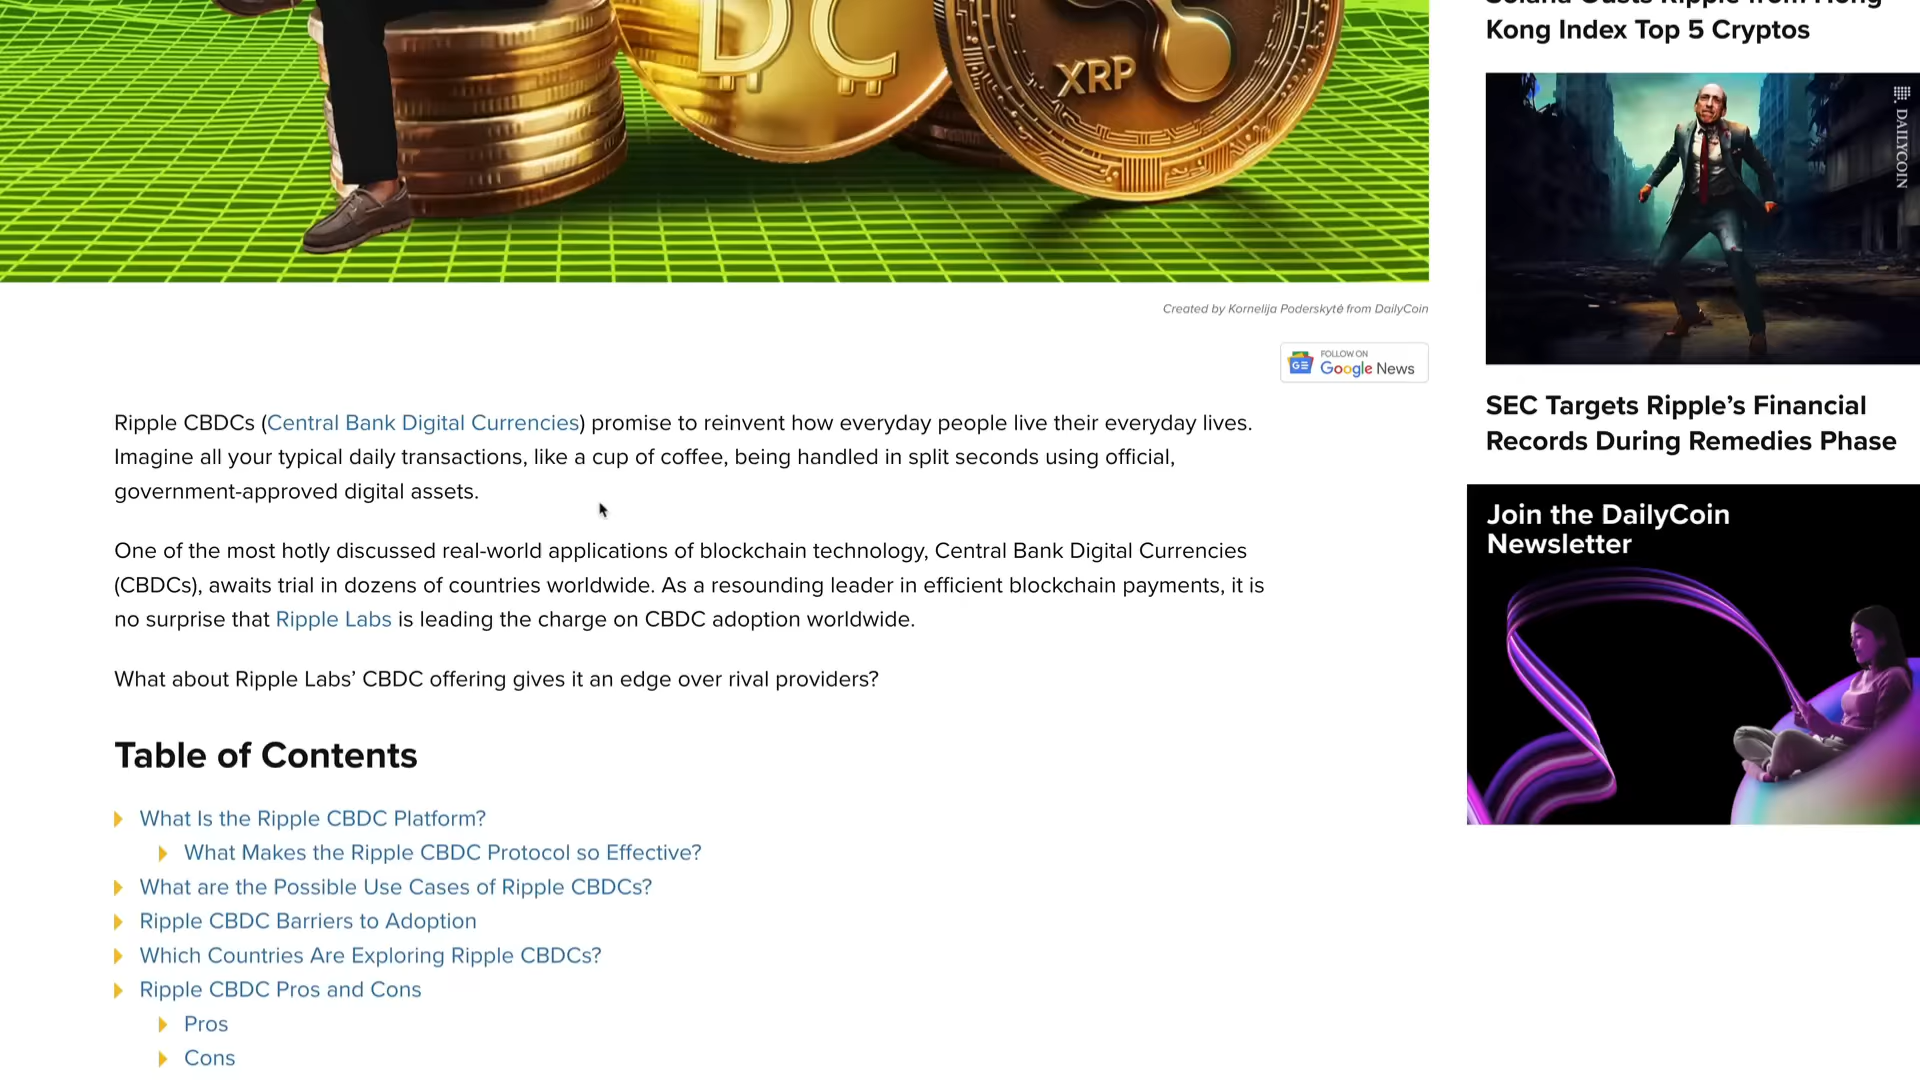 DC
XRP
Created by Kornelija Poderskytė from DailyCoin
FOLLOW ON
GE
Google News
Ripple CBDCs (Central Bank Digital Currencies) promise to reinvent how everyday people live their everyday lives.
Imagine all your typical daily transactions, like a cup of coffee, being handled in split seconds using official,
government-approved digital assets.
One of the most hotly discussed real-world applications of blockchain technology, Central Bank Digital Currencies
(CBDCs), awaits trial in dozens of countries worldwide. As a resounding leader in efficient blockchain payments, it is
no surprise that Ripple Labs is leading the charge on CBDC adoption worldwide.
What about Ripple Labs’ CBDC offering gives it an edge over rival providers?
Table of Contents
What Is the Ripple CBDC Platform?
What Makes the Ripple CBDC Protocol so Effective?
What are the Possible Use Cases of Ripple CBDCs?
Ripple CBDC Barriers to Adoption
Which Countries Are Exploring Ripple CBDCs?
Ripple CBDC Pros and Cons
Pros
Cons
Solana Ousts Ripple from Hong
Kong Index Top 5 Cryptos
DAILYCOIN
SEC Targets Ripple’s Financial
Records During Remedies Phase
Join the DailyCoin
Newsletter